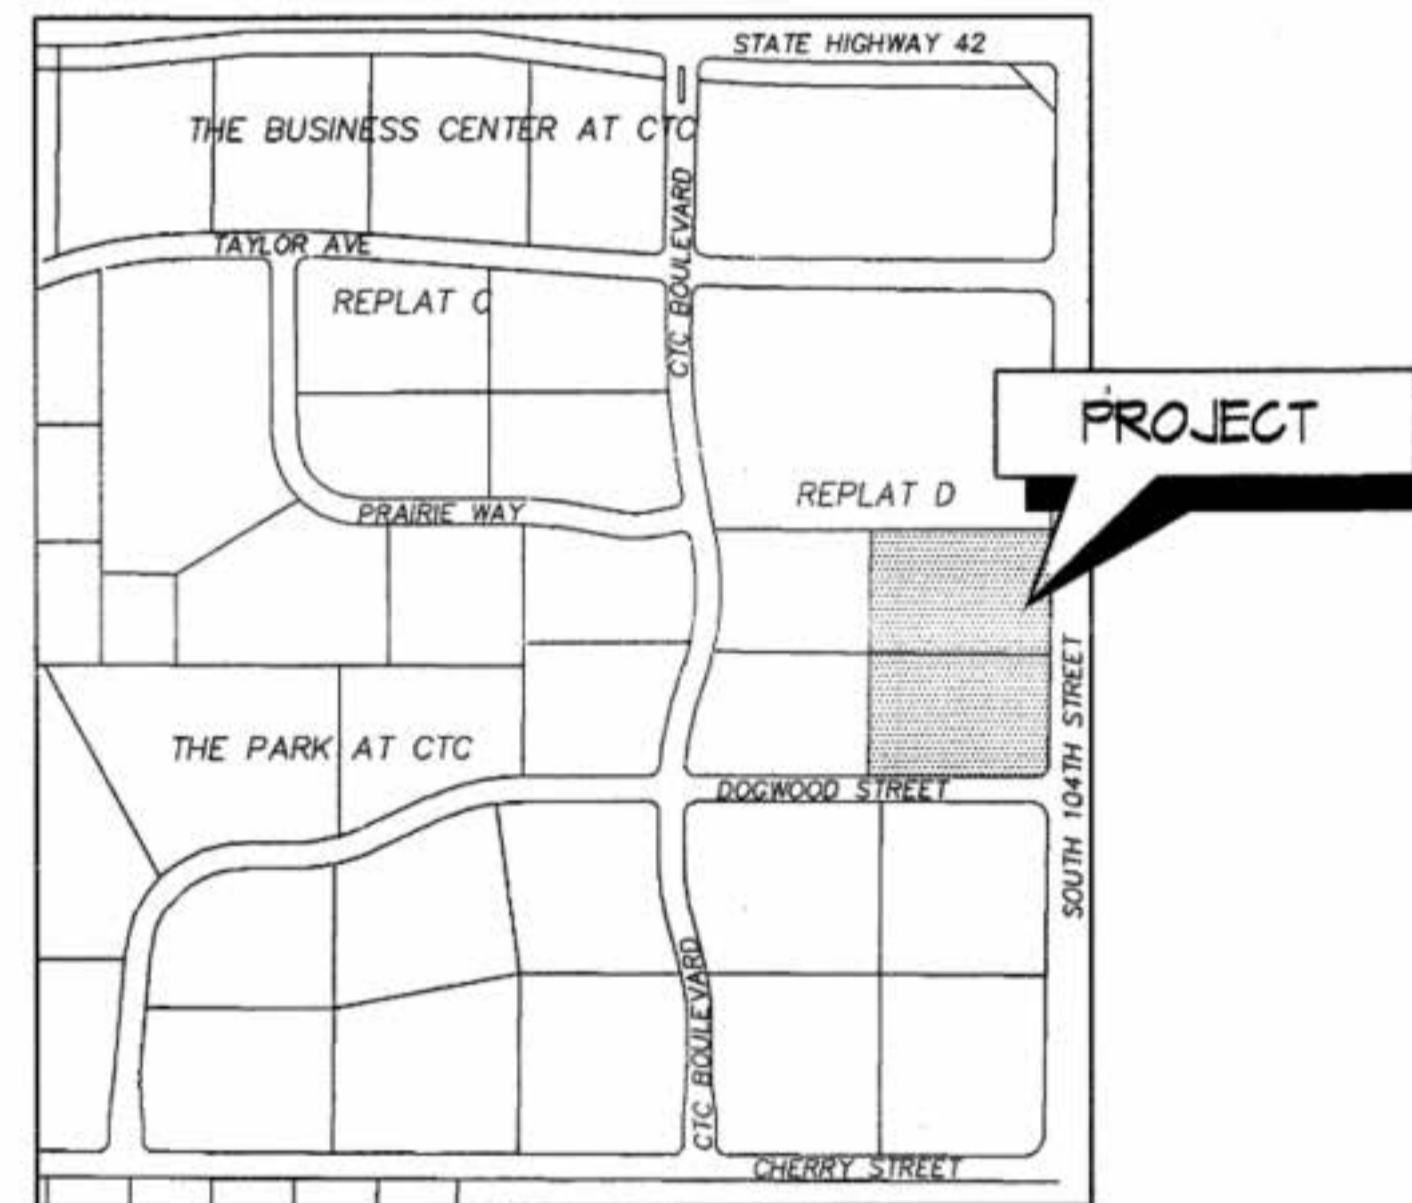 STATE HIGHWAY 42
THE BUSINESS CENTER AT CTC
CTC BOULEVARD
TAYLOR AVE
REPLAT C
PROJECT
REPLAT D
PRAIRIE WAY
SOUTH 104TH STREET
THE PARK AT CTC
DOGWOOD STREET
CTC BOULEVARD
CHERRY STREET